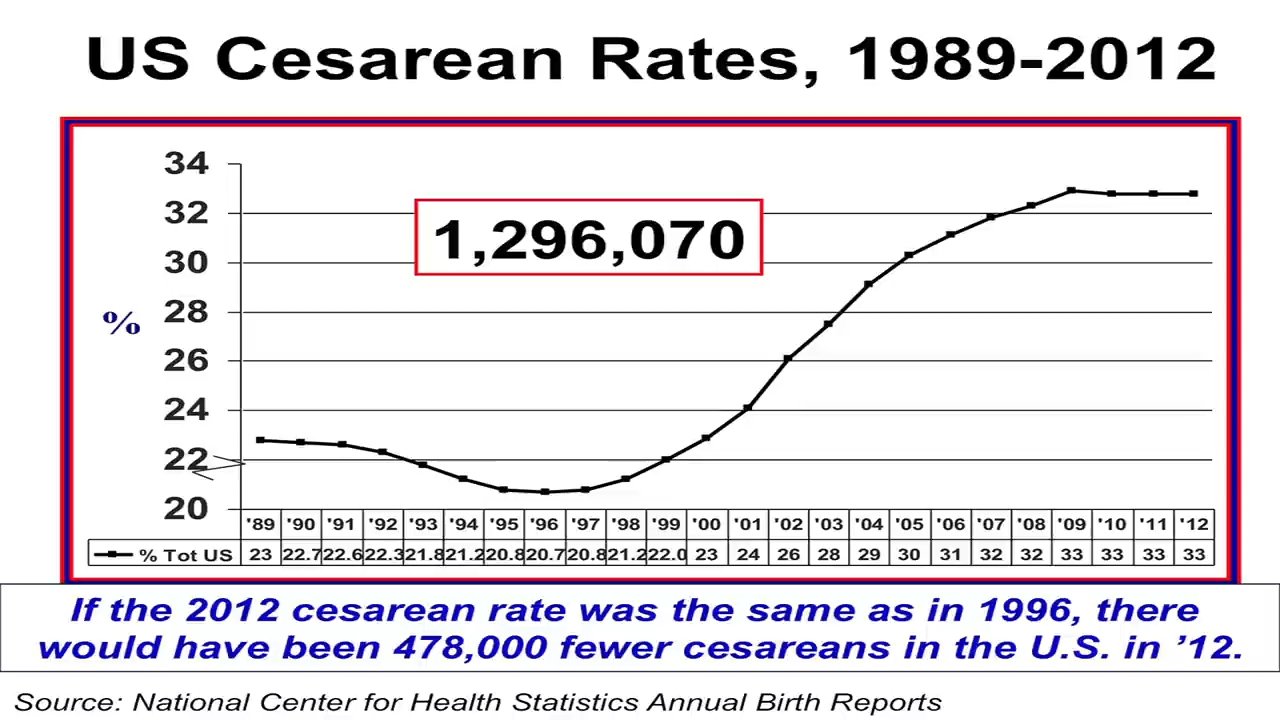 US Cesarean Rates, 1989-2012
34
32
1,296,070
30
%
28
26
24
22
20
'89 '90 '91 '92 '93 '94 '95 '96 '97 '98 '99 '00 '01 '02 '03 '04 '05 '06 '07 '08 '09 '10 '11 '12
% Tot US 23 22.7 22.6 22.3 21.8 21.2 20.8 20.7 20.8 21.2 22.0 23 24 26 28 29 30 31 32 32 33 33 33 33
If the 2012 cesarean rate was the same as in 1996, there
would have been 478,000 fewer cesareans in the U.S. in ’12.
Source: National Center for Health Statistics Annual Birth Reports